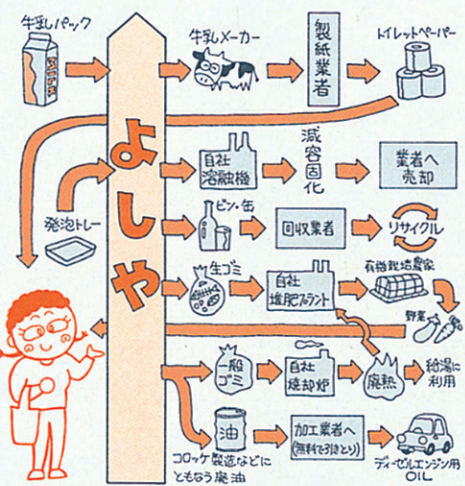 牛乳パック
牛乳
牛乳メーカー
製紙業者
トイレットペーパー
よしや
発泡トレー
自社
溶融機
減容固化
業者へ
売却
ビン・缶
回収業者
リサイクル
生ゴミ
自社
堆肥プラント
有機栽培農家
野菜
一般
ゴミ
自社
焼却炉
廃熱
給湯に
利用
油
コロッケ製造などに
ともなう廃油
加工業者へ
(無料で引きとり)
ディーゼルエンジン用
OIL